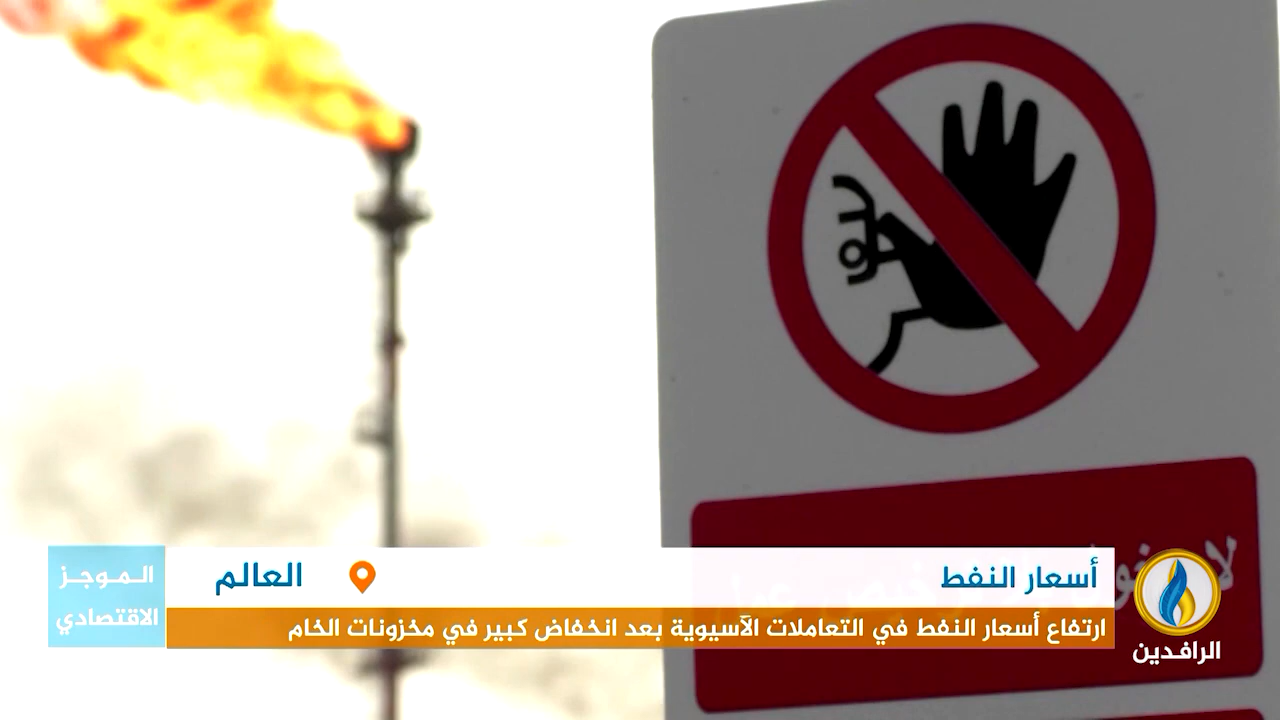 أسعار النفط
العالم
ارتفاع أسعار النفط في التعاملات الآسيوية بعد انخفاض كبير في مخزونات الخام
الموجز
الاقتصادي
الرافدين